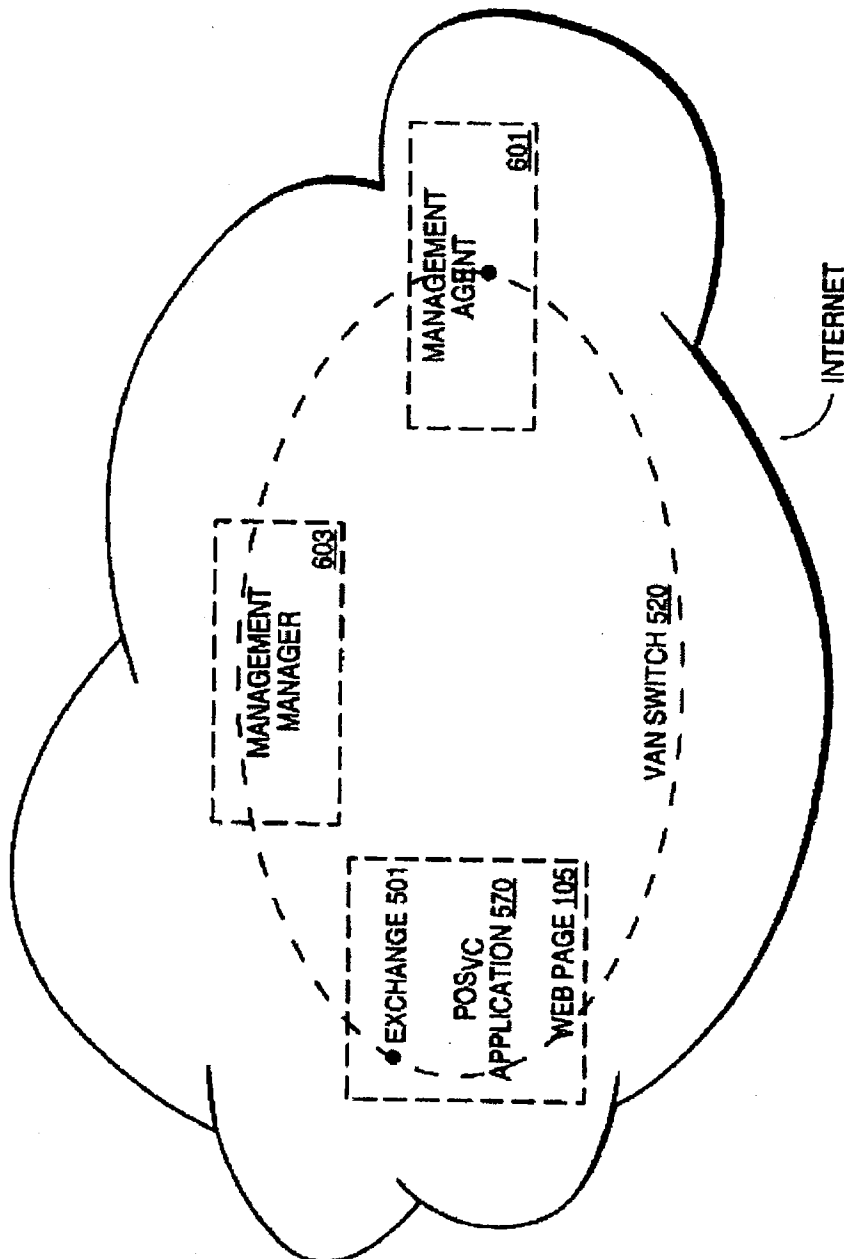 MANAGEMENT
MANAGER
603
MANAGEMENT
AGENT
601
EXCHANGE 501
POSVC
APPLICATION 570
WEB PAGE 105
VAN SWITCH 520
INTERNET